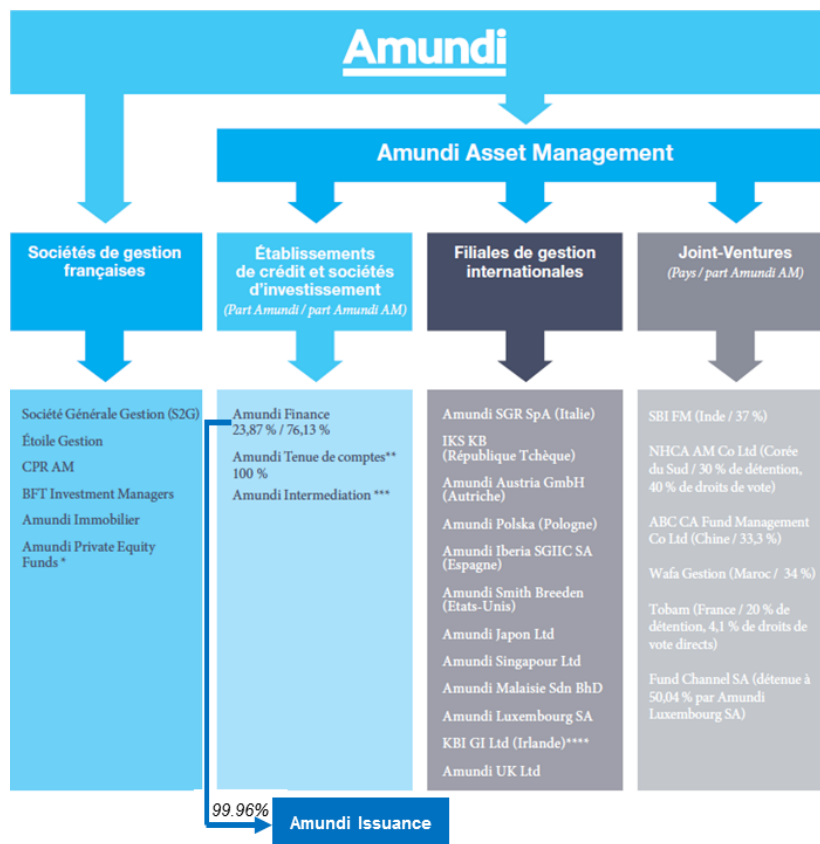 Amundi
Amundi Asset Management
Sociétés de gestion
françaises
Établissements
de crédit et sociétés
d'investissement
(Part Amundi / part Amundi AM)
Filiales de gestion
internationales
Joint-Ventures
(Pays / part Amundi AM)
Société Générale Gestion (S2G)
Étoile Gestion
CPR AM
BFT Investment Managers
Amundi Immobilier
Amundi Private Equity
Funds *
Amundi Finance
23,87 % / 76,13 %
Amundi Tenue de comptes**
100 %
Amundi Intermediation ***
Amundi SGR SpA (Italie)
IKS KB
(République Tchèque)
Amundi Austria GmbH
(Autriche)
Amundi Polska (Pologne)
Amundi Iberia SGIIC SA
(Espagne)
Amundi Smith Breeden
(Etats-Unis)
Amundi Japon Ltd
Amundi Singapour Ltd
Amundi Malaisie Sdn BhD
Amundi Luxembourg SA
KBI GI Ltd (Irlande)****
Amundi UK Ltd
SBI FM (Inde / 37 %)
NHCA AM Co Ltd (Corée
du Sud / 30 % de détention,
40 % de droits de vote)
ABC CA Fund Management
Co Ltd (Chine / 33,3 %)
Wafa Gestion (Maroc / 34 %)
Tobam (France / 20 % de
détention, 4,1 % de droits de
vote directs)
Fund Channel SA (détenue à
50,04 % par Amundi
Luxembourg SA)
99.96%
Amundi Issuance